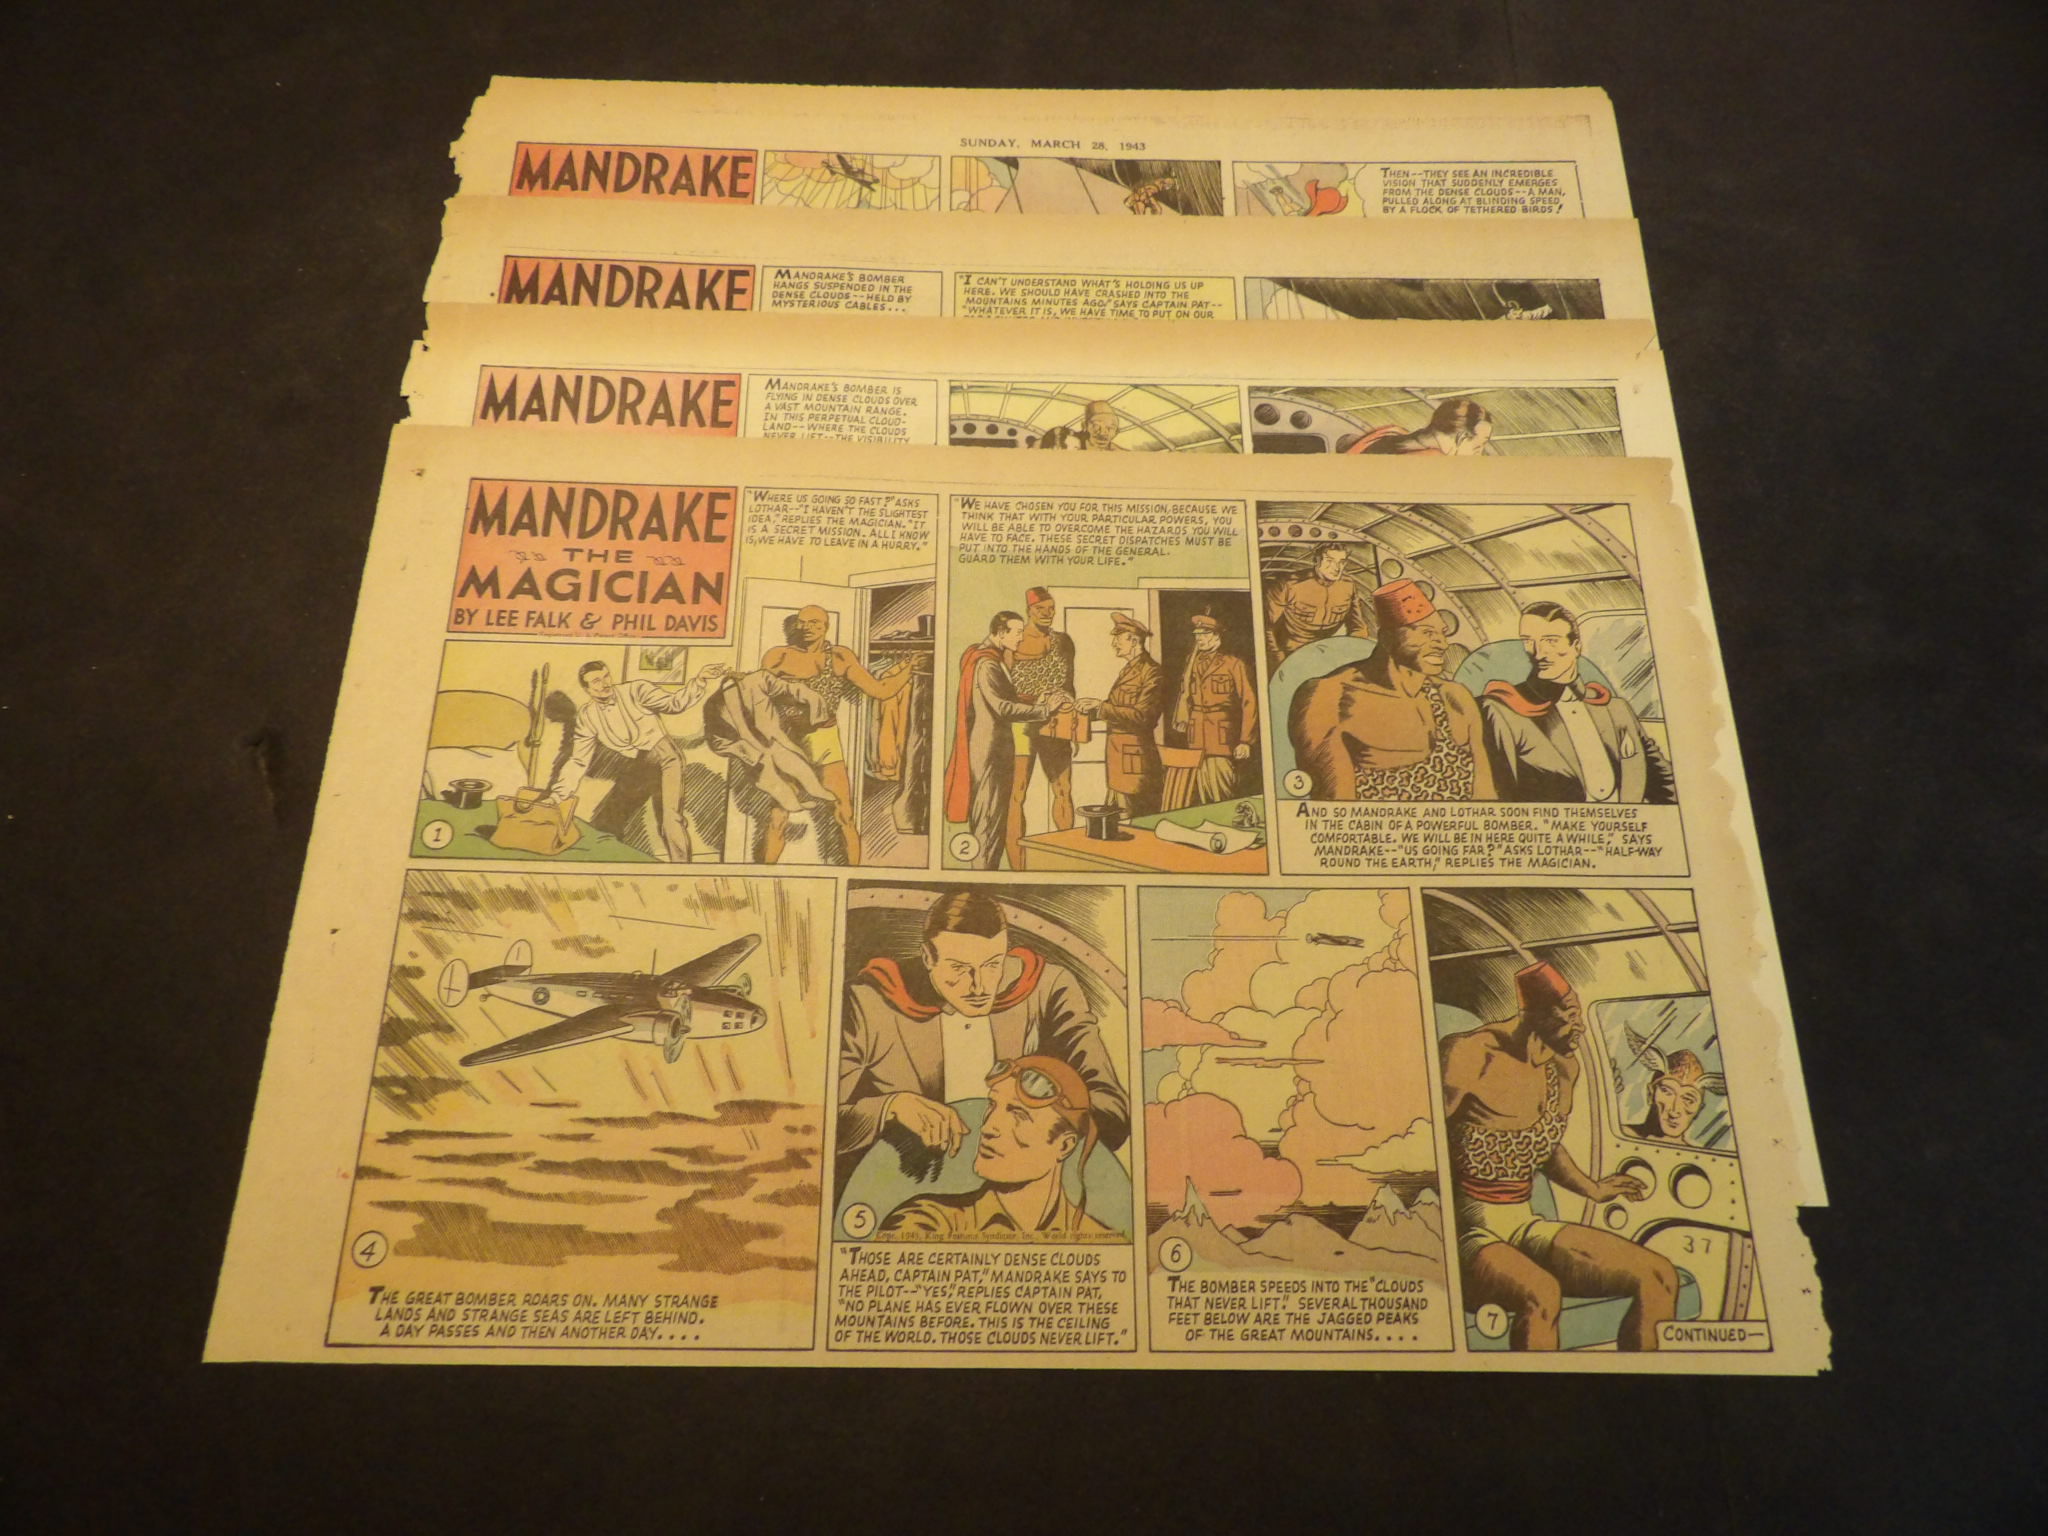 SUNDAY, MARCH 28, 1943
MANDRAKE
THEN--THEY SEE AN INCREDIBLE
VISION THAT SUDDENLY EMERGES
FROM THE DENSE CLOUDS--A MAN,
PULLED ALONG AT BLINDING SPEED
BY A FLOCK OF TETHERED BIRDS!
MANDRAKE
MANDRAKE'S BOMBER
HANGS SUSPENDED IN THE
DENSE CLOUDS--HELD BY
MYSTERIOUS CABLES...
"I CAN'T UNDERSTAND WHAT'S HOLDING US UP
HERE. WE SHOULD HAVE CRASHED INTO THE
MOUNTAINS MINUTES AGO," SAYS CAPTAIN PAT--
"WHATEVER IT IS, WE HAVE TIME TO PUT ON OUR
MANDRAKE
MANDRAKE'S BOMBER IS
FLYING IN DENSE CLOUDS OVER
A VAST MOUNTAIN RANGE.
IN THIS PERPETUAL CLOUD-
LAND--WHERE THE CLOUDS
NEVER LIFT--THE VISIBILITY
MANDRAKE
THE
MAGICIAN
BY LEE FALK & PHIL DAVIS
"WHERE US GOING SO FAST?" ASKS
LOTHAR--"I HAVEN'T THE SLIGHTEST
IDEA," REPLIES THE MAGICIAN. "IT
IS A SECRET MISSION. ALL I KNOW
IS, WE HAVE TO LEAVE IN A HURRY."
1
"WE HAVE CHOSEN YOU FOR THIS MISSION, BECAUSE WE
THINK THAT WITH YOUR PARTICULAR POWERS, YOU
WILL BE ABLE TO OVERCOME THE HAZARDS YOU WILL
HAVE TO FACE. THESE SECRET DISPATCHES MUST BE
PUT INTO THE HANDS OF THE GENERAL.
GUARD THEM WITH YOUR LIFE."
2
3
AND SO MANDRAKE AND LOTHAR SOON FIND THEMSELVES
IN THE CABIN OF A POWERFUL BOMBER. "MAKE YOURSELF
COMFORTABLE. WE WILL BE IN HERE QUITE A WHILE," SAYS
MANDRAKE--"US GOING FAR?" ASKS LOTHAR--"HALF-WAY
ROUND THE EARTH," REPLIES THE MAGICIAN.
4
THE GREAT BOMBER ROARS ON. MANY STRANGE
LANDS AND STRANGE SEAS ARE LEFT BEHIND.
A DAY PASSES AND THEN ANOTHER DAY....
5
Copr. 1943, King Features Syndicate, Inc., World rights reserved
"THOSE ARE CERTAINLY DENSE CLOUDS
AHEAD, CAPTAIN PAT," MANDRAKE SAYS TO
THE PILOT--"YES," REPLIES CAPTAIN PAT,
"NO PLANE HAS EVER FLOWN OVER THESE
MOUNTAINS BEFORE. THIS IS THE CEILING
OF THE WORLD. THOSE CLOUDS NEVER LIFT."
6
THE BOMBER SPEEDS INTO THE "CLOUDS
THAT NEVER LIFT." SEVERAL THOUSAND
FEET BELOW ARE THE JAGGED PEAKS
OF THE GREAT MOUNTAINS....
37
7
CONTINUED--